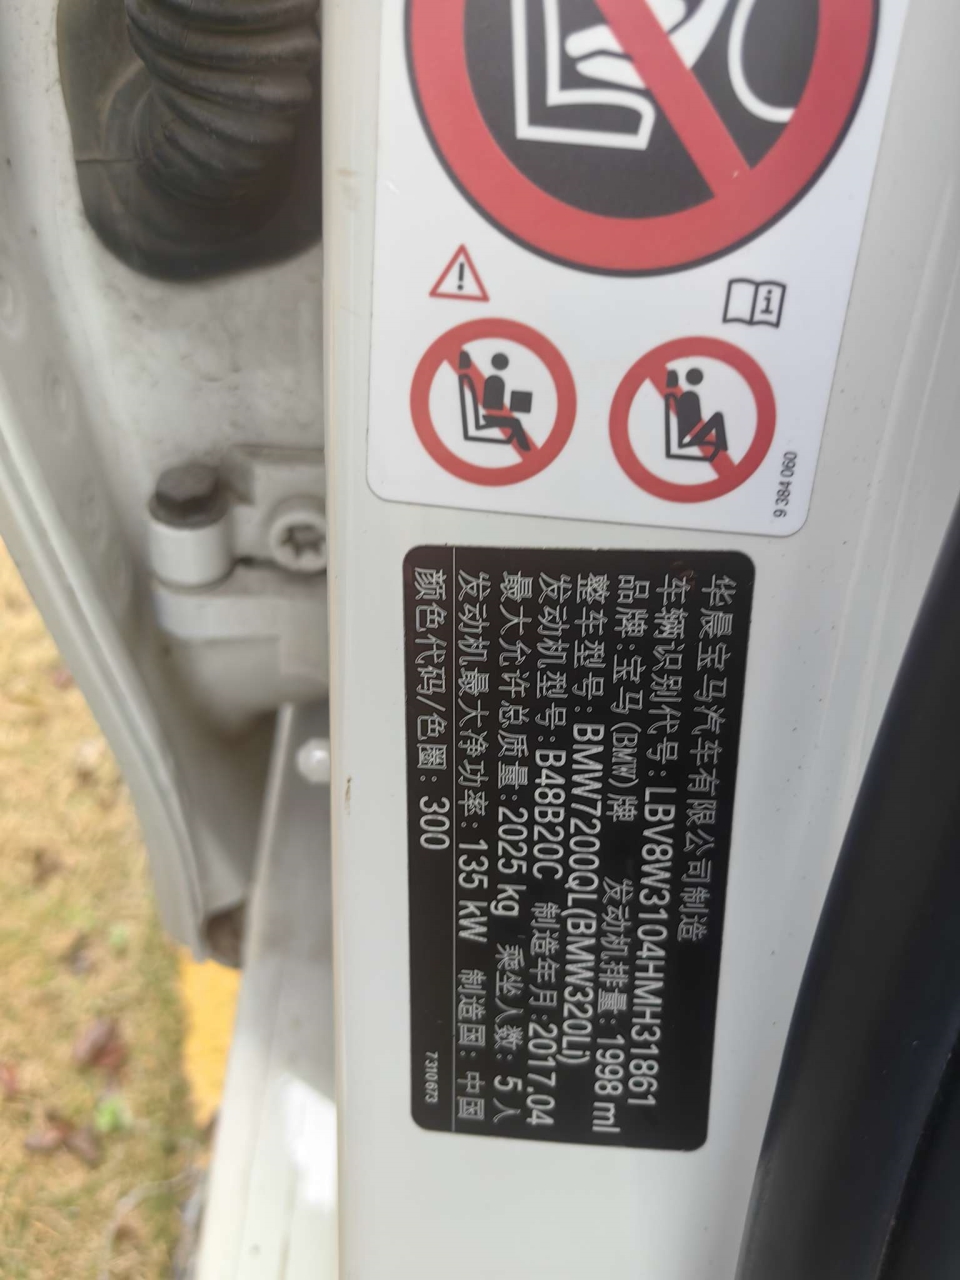 9 384 060
华晨宝马汽车有限公司制造
车辆识别代号: LBV8W3104HMH31861
品牌: 宝马(BMW)牌 发动机排量: 1998 ml
整车型号: BMW7200QL(BMW320Li)
发动机型号: B48B20C 制造年月: 2017.04
最大允许总质量: 2025 kg 乘坐人数: 5人
发动机最大净功率: 135 kW 制造国: 中国
颜色代码/色圈: 300 7310673